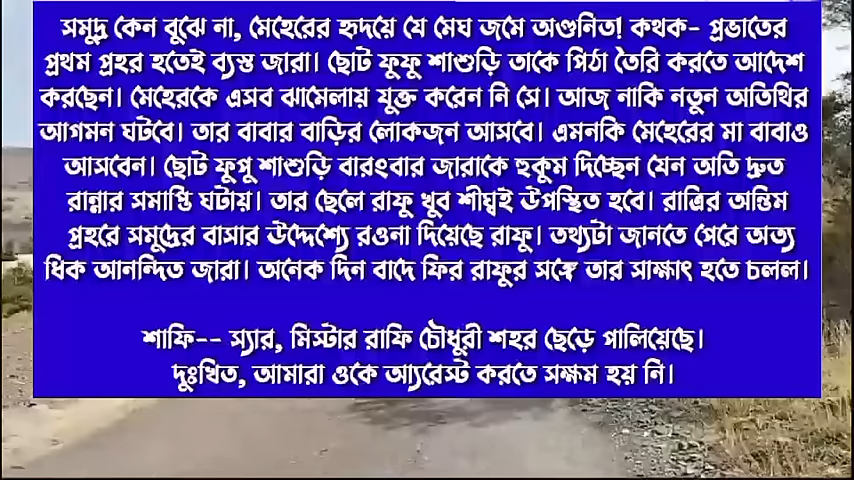 সমুদ্র কেন বুঝে না, মেহেরের হৃদয়ে যে মেঘ জমে অগুনিত! কথক- প্রভাতের
প্রথম প্রহর হতেই ব্যস্ত জারা। ছোট ফুফু শাশুড়ি তাকে পিঠা তৈরি করতে আদেশ
করছেন। মেহেরকে এসব ঝামেলায় যুক্ত করেন নি সে। আজ নাকি নতুন অতিথির
আগমন ঘটবে। তার বাবার বাড়ির লোকজন আসবে। এমনকি মেহেরের মা বাবাও
আসবেন। ছোট ফুপু শাশুড়ি বারংবার জারাকে হুকুম দিচ্ছেন যেন অতি দ্রুত
রান্নার সমাপ্তি ঘটায়। তার ছেলে রাফু খুব শীঘ্রই উপস্থিত হবে। রাত্রির অন্তিম
প্রহরে সমুদ্রের বাসার উদ্দেশ্যে রওনা দিয়েছে রাফু। তথ্যটা জানতে পেরে অত্য
ধিক আনন্দিত জারা। অনেক দিন বাদে ফির রাফুর সঙ্গে তার সাক্ষাৎ হতে চলল।
শাফি-- স্যার, মিস্টার রাফি চৌধুরী শহর ছেড়ে পালিয়েছে।
দুঃখিত, আমারা ওকে আ্যরেস্ট করতে সক্ষম হয় নি।